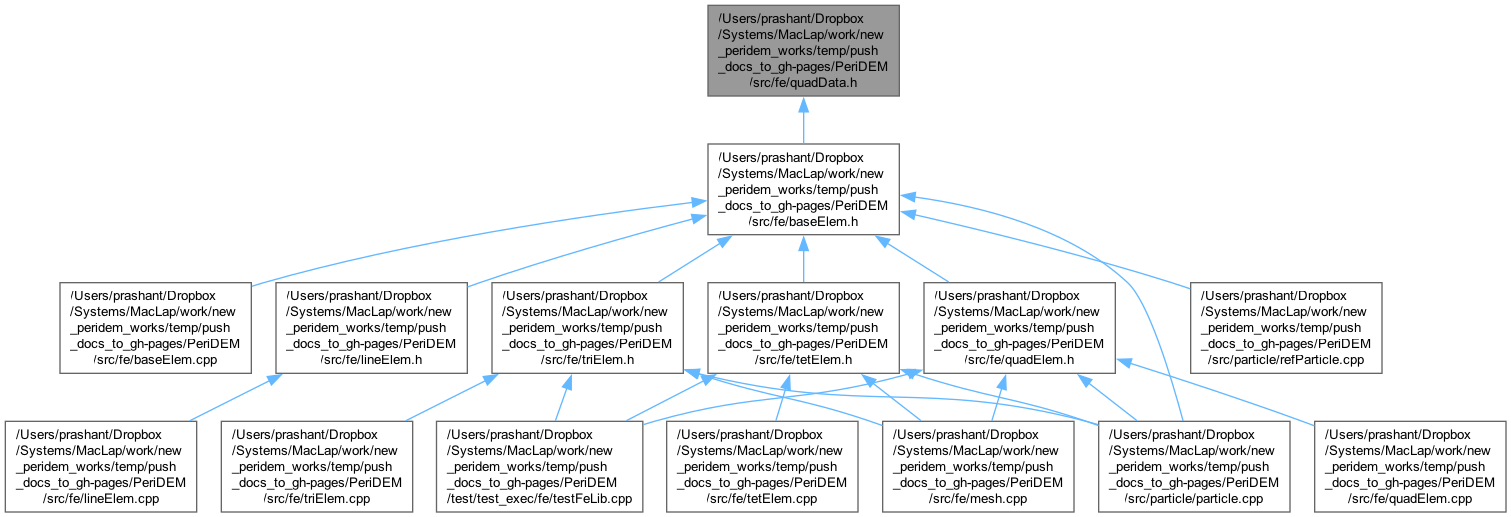 /Users/prashant/Dropbox
/Systems/MacLap/work/new
_peridem_works/temp/push
_docs_to_gh-pages/PeriDEM
/src/fe/quadData.h
/Users/prashant/Dropbox
/Systems/MacLap/work/new
_peridem_works/temp/push
_docs_to_gh-pages/PeriDEM
/src/fe/baseElem.h
/Users/prashant/Dropbox
/Systems/MacLap/work/new
_peridem_works/temp/push
_docs_to_gh-pages/PeriDEM
/src/fe/baseElem.cpp
/Users/prashant/Dropbox
/Systems/MacLap/work/new
_peridem_works/temp/push
_docs_to_gh-pages/PeriDEM
/src/fe/lineElem.h
/Users/prashant/Dropbox
/Systems/MacLap/work/new
_peridem_works/temp/push
_docs_to_gh-pages/PeriDEM
/src/fe/triElem.h
/Users/prashant/Dropbox
/Systems/MacLap/work/new
_peridem_works/temp/push
_docs_to_gh-pages/PeriDEM
/src/fe/tetElem.h
/Users/prashant/Dropbox
/Systems/MacLap/work/new
_peridem_works/temp/push
_docs_to_gh-pages/PeriDEM
/src/fe/quadElem.h
/Users/prashant/Dropbox
/Systems/MacLap/work/new
_peridem_works/temp/push
_docs_to_gh-pages/PeriDEM
/src/particle/refParticle.cpp
/Users/prashant/Dropbox
/Systems/MacLap/work/new
_peridem_works/temp/push
_docs_to_gh-pages/PeriDEM
/src/fe/lineElem.cpp
/Users/prashant/Dropbox
/Systems/MacLap/work/new
_peridem_works/temp/push
_docs_to_gh-pages/PeriDEM
/src/fe/triElem.cpp
/Users/prashant/Dropbox
/Systems/MacLap/work/new
_peridem_works/temp/push
_docs_to_gh-pages/PeriDEM
/test/test_exec/fe/testFeLib.cpp
/Users/prashant/Dropbox
/Systems/MacLap/work/new
_peridem_works/temp/push
_docs_to_gh-pages/PeriDEM
/src/fe/tetElem.cpp
/Users/prashant/Dropbox
/Systems/MacLap/work/new
_peridem_works/temp/push
_docs_to_gh-pages/PeriDEM
/src/fe/mesh.cpp
/Users/prashant/Dropbox
/Systems/MacLap/work/new
_peridem_works/temp/push
_docs_to_gh-pages/PeriDEM
/src/particle/particle.cpp
/Users/prashant/Dropbox
/Systems/MacLap/work/new
_peridem_works/temp/push
_docs_to_gh-pages/PeriDEM
/src/fe/quadElem.cpp